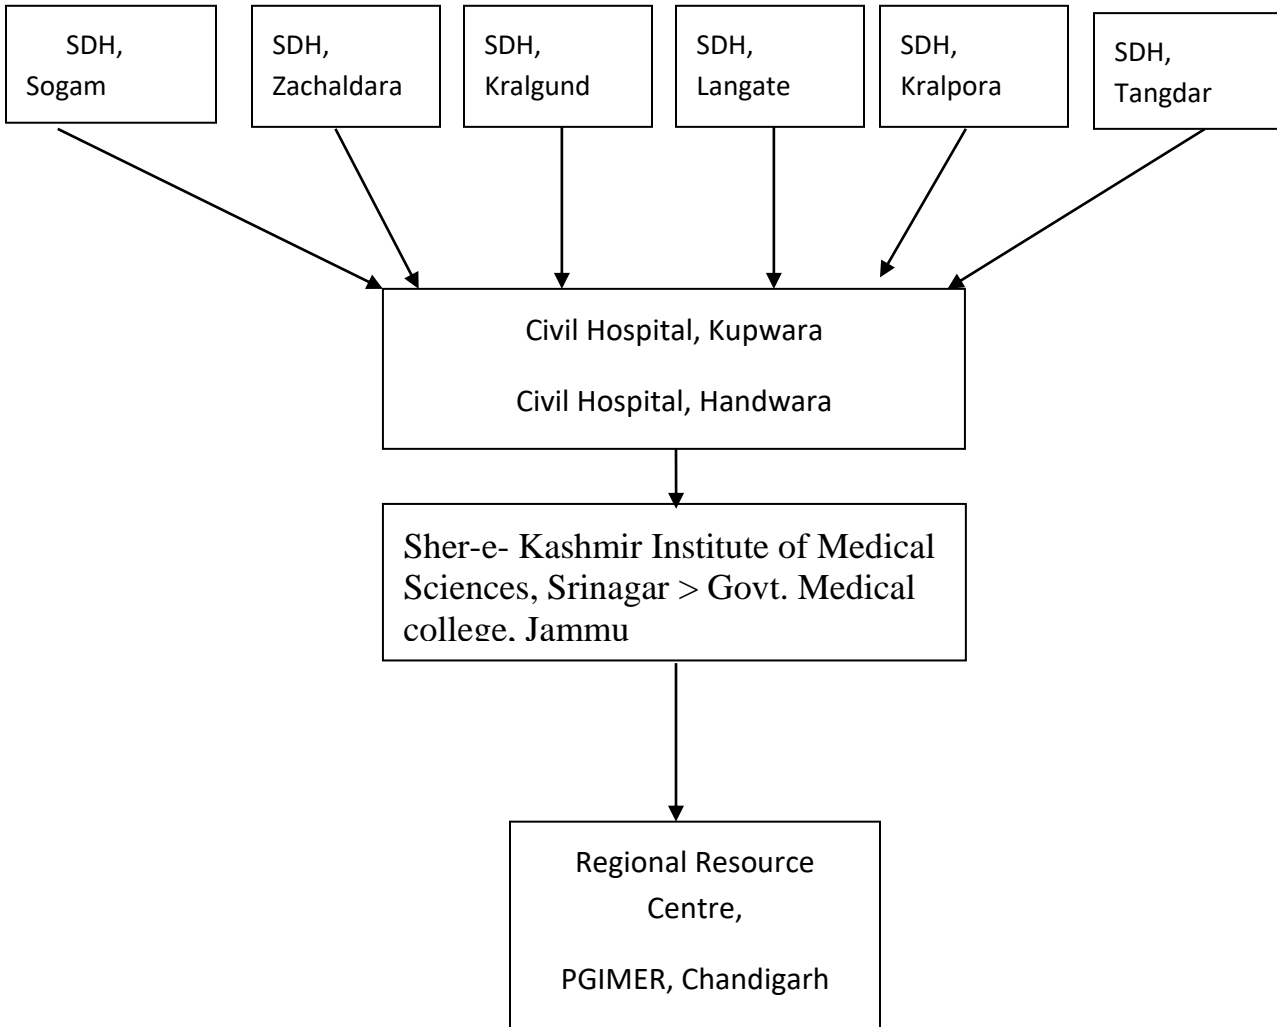 SDH,
Sogam
SDH,
Zachaldara
SDH,
Kralgund
SDH,
Langate
SDH,
Kralpora
SDH,
Tangdar
Civil Hospital, Kupwara
Civil Hospital, Handwara
Sher-e- Kashmir Institute of Medical
Sciences, Srinagar > Govt. Medical
college, Jammu
Regional Resource
Centre,
PGIMER, Chandigarh